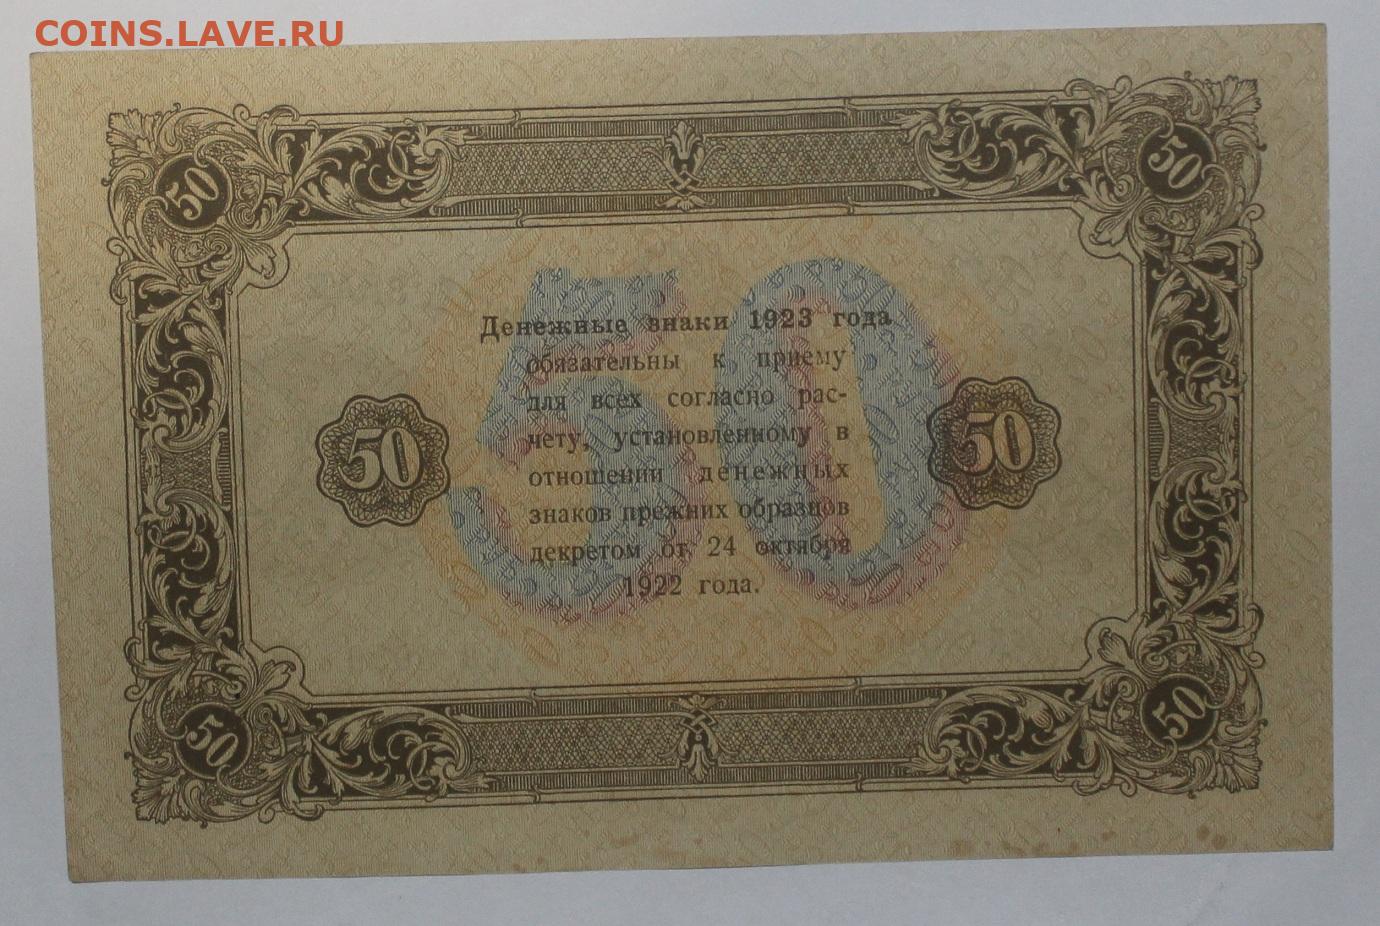 COINS.LAVE.RU
50 50
Денежные знаки 1923 года
обязательны к приему
для всех согласно рас-
чету, установленному в
отношении денежных
знаков прежних образцов
декретом от 24 октября
1922 года.
50 50
50
50 50